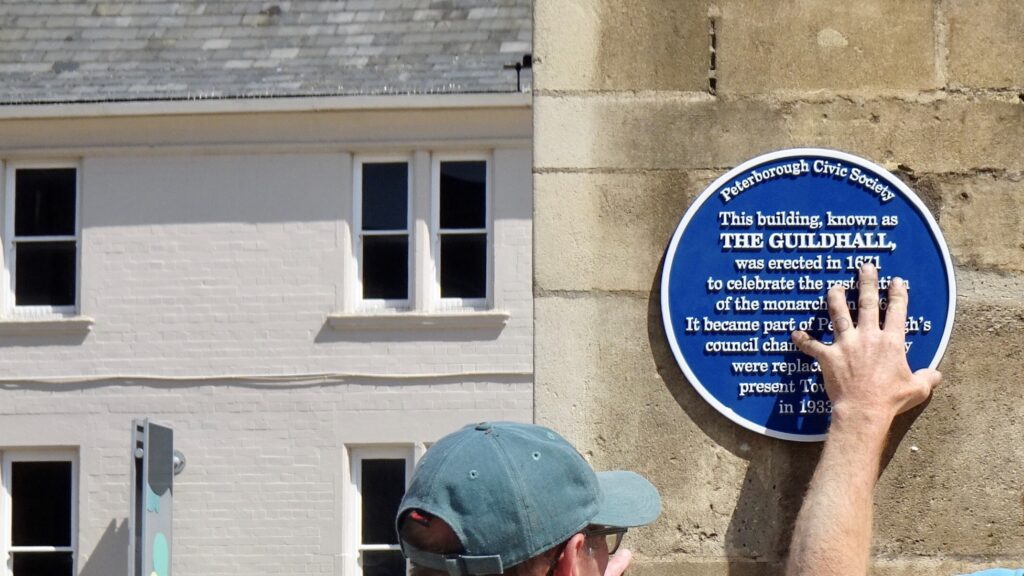 Peterborough Civic Society
This building, known as
THE GUILDHALL,
was erected in 1671
to celebrate the
of the
It became part of
council
were
present
in 1933